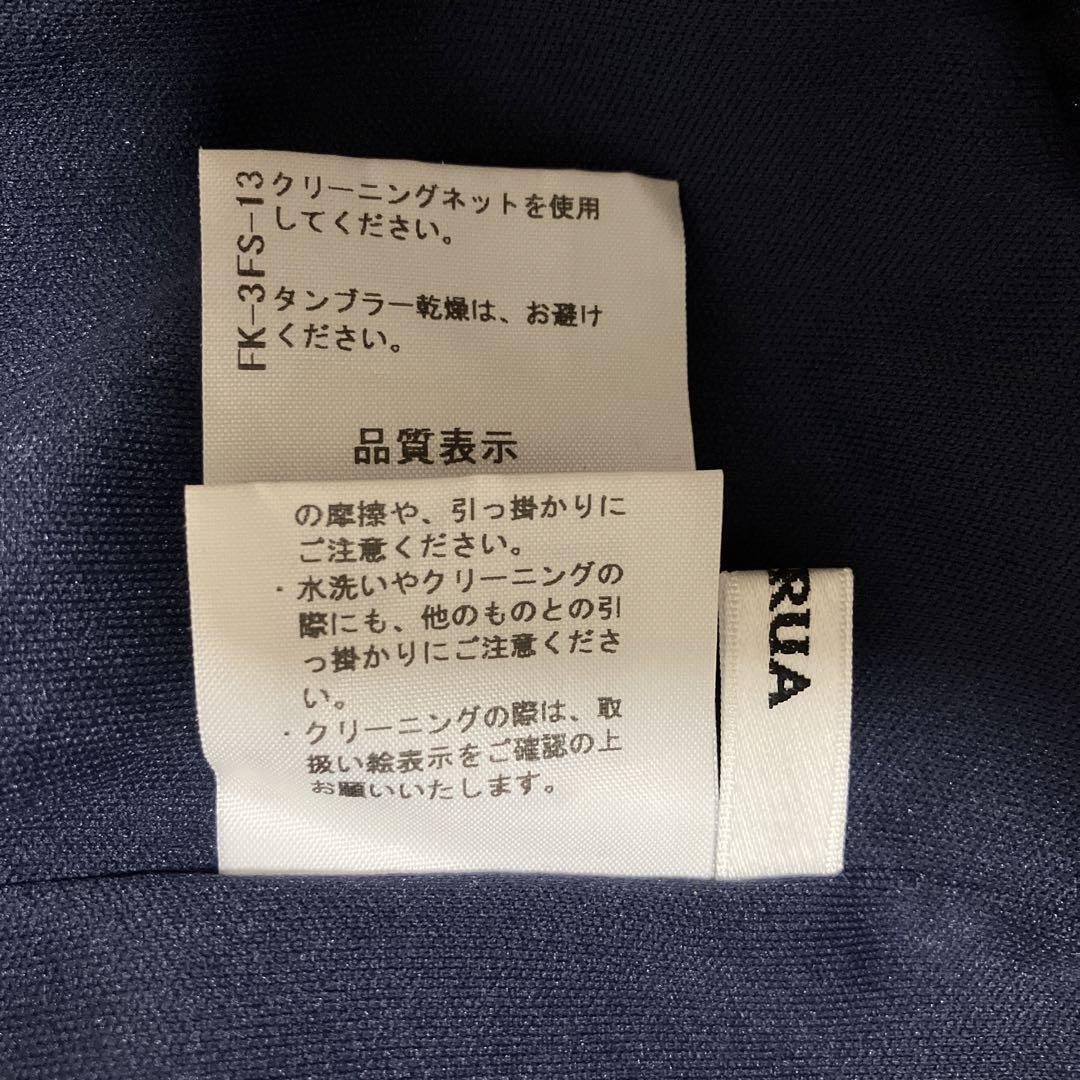 FK-3FS-13
クリーニングネットを使用
してください。
タンブラー乾燥は、お避け
ください。
品質表示
の摩擦や、引っ掛かりに
ご注意ください。
・水洗いやクリーニングの
際にも、他のものとの引
っ掛かりにご注意くださ
い。
・クリーニングの際は、取
扱い絵表示をご確認の上
お願いいたします。
RUA